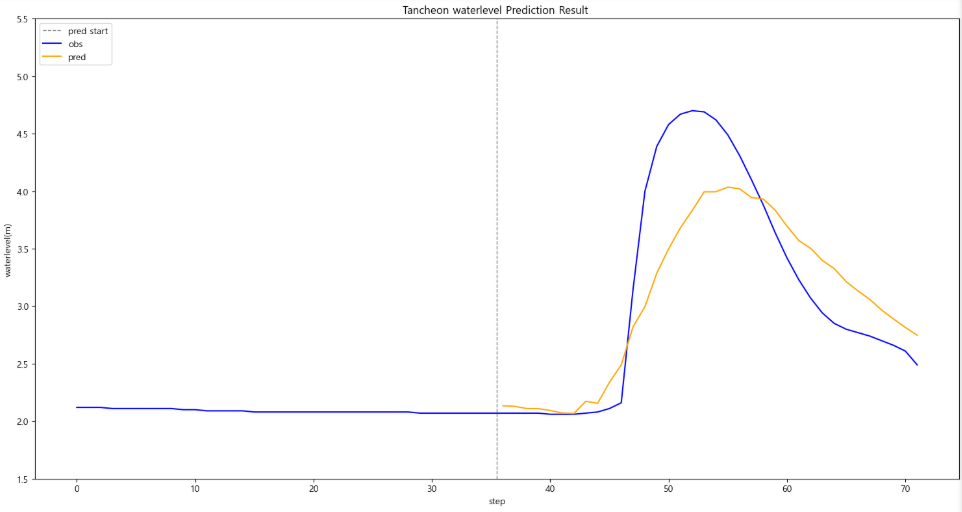 Tancheon waterlevel Prediction Result
5.5
pred start
obs
pred
5.0
4.5
4.0
3.5
waterlevel(m)
3.0
2.5
2.0
1.5
0 10 20 30 40 50 60 70
step